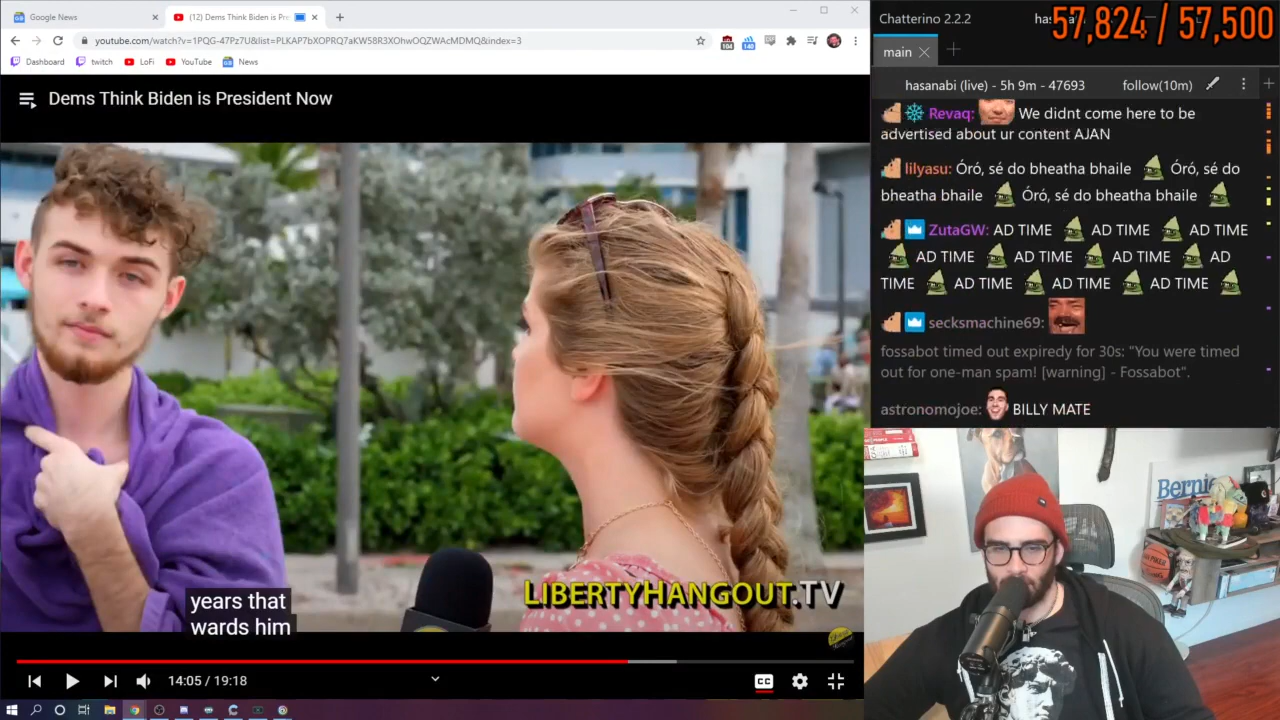 Google News
(12) Dems Think Biden is Pre
youtube.com/watch?v=1PQG-47Pz7U&list=PLKAP7bXOPRQ7aKW58R3XOhwOQZWAcMDMQ&index=3
104
140
Dashboard
twitch
LoFi
YouTube
News
Dems Think Biden is President Now
years that
wards him
LIBERTYHANGOUT.TV
14:05 / 19:18
CC
Chatterino 2.2.2
has
57,824 / 57,500
main
hasanabi (live) - 5h 9m - 47693
follow(10m)
Revaq: We didnt come here to be
advertised about ur content AJAN
lilyasu: Óró, sé do bheatha bhaile Óró, sé do
bheatha bhaile Óró, sé do bheatha bhaile
ZutaGW: AD TIME AD TIME AD TIME
AD TIME AD TIME AD TIME AD
TIME AD TIME AD TIME AD TIME
secksmachine69:
fossabot timed out expiredy for 30s: "You were timed
out for one-man spam! [warning] - Fossabot".
astronomojoe: BILLY MATE
Bernie